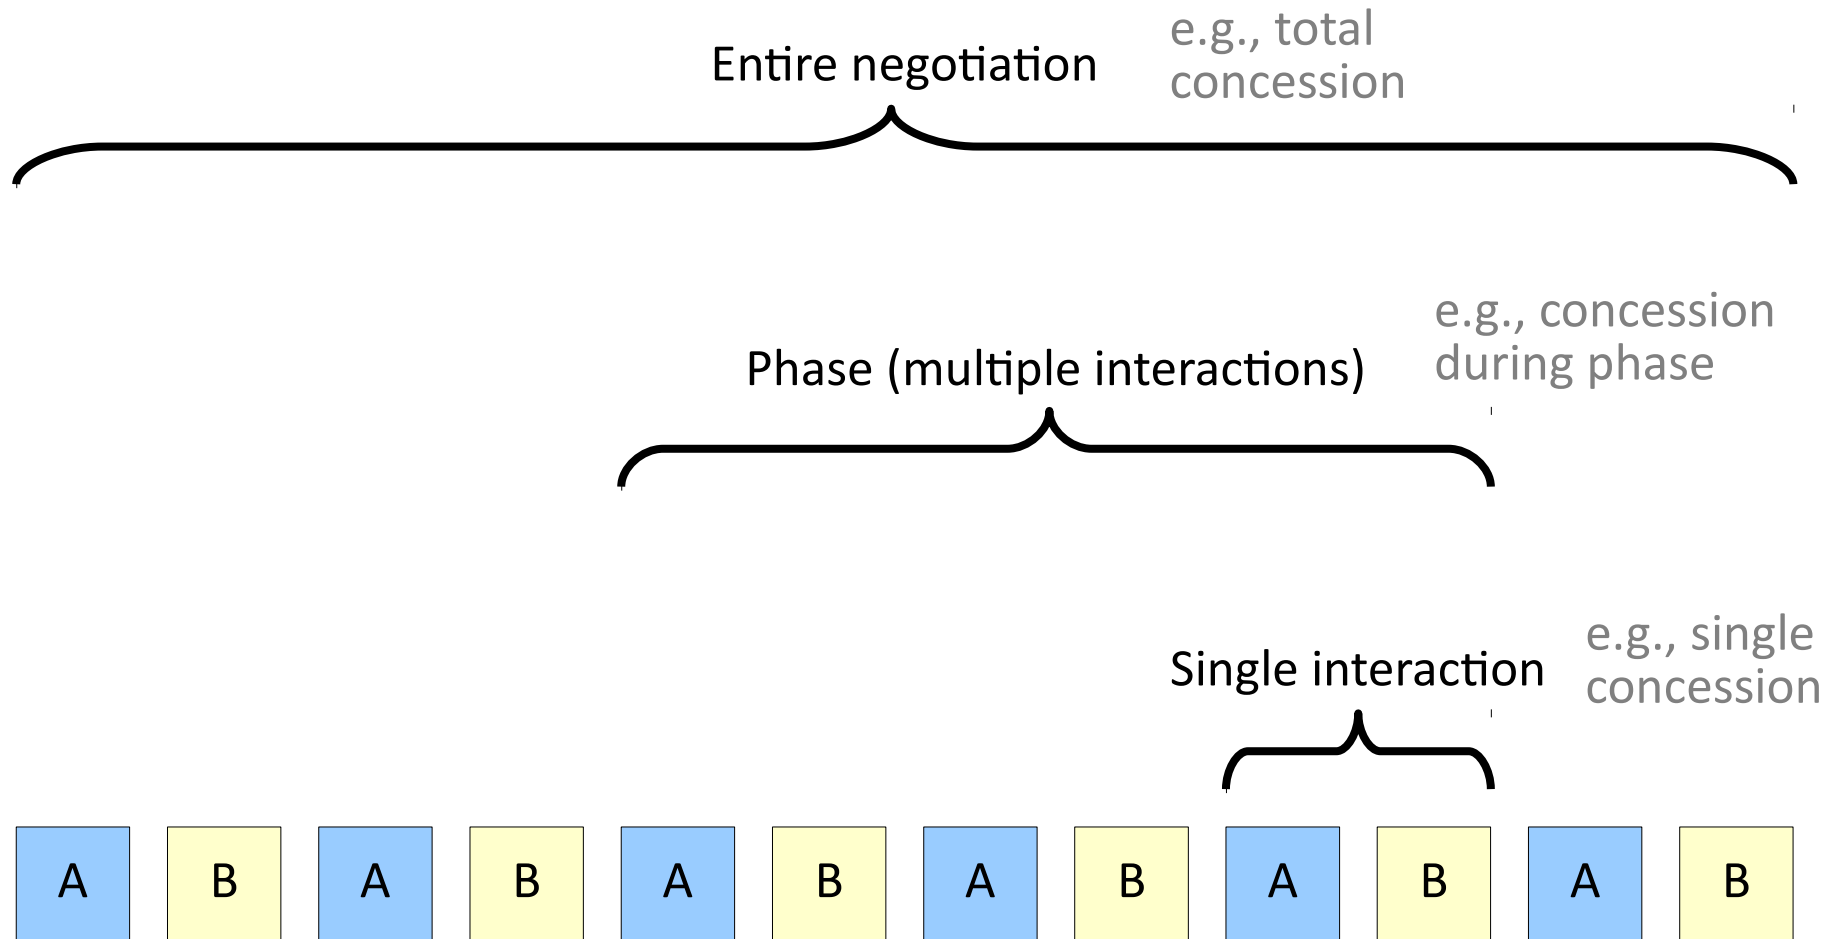 Entire negotiation
e.g., total
concession
Phase (multiple interactions)
e.g., concession
during phase
Single interaction
e.g., single
concession
A B A B A B A B A B A B